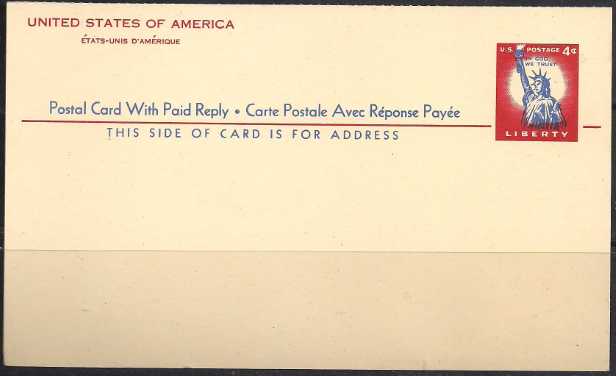 UNITED STATES OF AMERICA
ÉTATS-UNIS D'AMÉRIQUE
U.S. POSTAGE 4¢
IN GOD
WE TRUST
LIBERTY
Postal Card With Paid Reply • Carte Postale Avec Réponse Payée
THIS SIDE OF CARD IS FOR ADDRESS